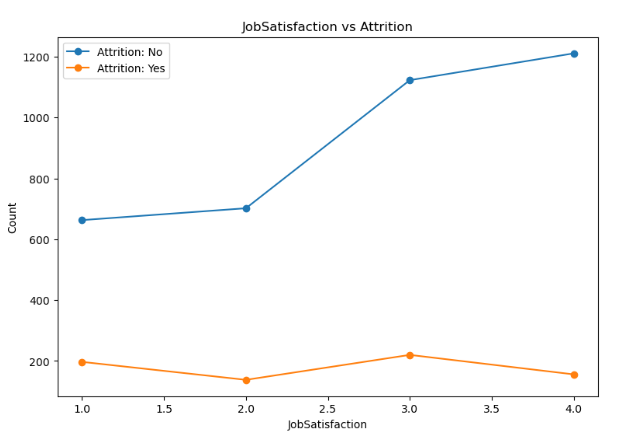 JobSatisfaction vs Attrition
Attrition: No
Attrition: Yes
1200
1000
800
600
400
200
Count
1.0 1.5 2.0 2.5 3.0 3.5 4.0
JobSatisfaction